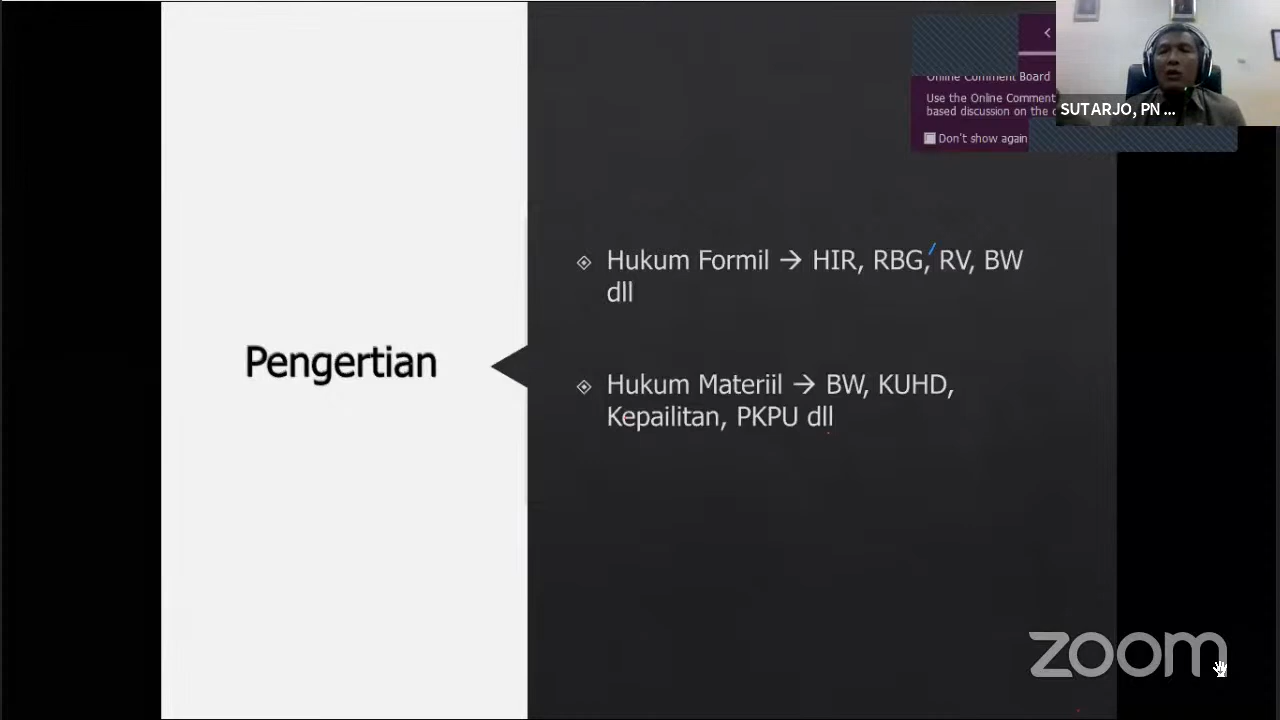 Online Comment Board
Use the Online Comment
based discussion on the
Don't show again
SUTARJO, PN ...
Pengertian
Hukum Formil → HIR, RBG, RV, BW
dll
Hukum Materiil → BW, KUHD,
Kepailitan, PKPU dll
zoom